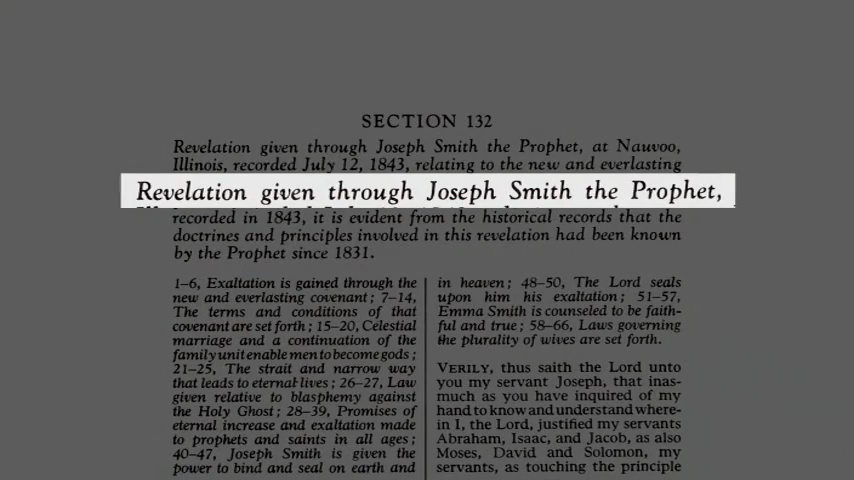 SECTION 132
Revelation given through Joseph Smith the Prophet, at Nauvoo,
Illinois, recorded July 12, 1843, relating to the new and everlasting
Revelation given through Joseph Smith the Prophet,
recorded in 1843, it is evident from the historical records that the
doctrines and principles involved in this revelation had been known
by the Prophet since 1831.
1–6, Exaltation is gained through the
new and everlasting covenant; 7–14,
The terms and conditions of that
covenant are set forth; 15–20, Celestial
marriage and a continuation of the
family unit enable men to become gods;
21–25, The strait and narrow way
that leads to eternal lives; 26–27, Law
given relative to blasphemy against
the Holy Ghost; 28–39, Promises of
eternal increase and exaltation made
to prophets and saints in all ages;
40–47, Joseph Smith is given the
power to bind and seal on earth and
in heaven; 48–50, The Lord seals
upon him his exaltation; 51–57,
Emma Smith is counseled to be faith-
ful and true; 58–66, Laws governing
the plurality of wives are set forth.
VERILY, thus saith the Lord unto
you my servant Joseph, that inas-
much as you have inquired of my
hand to know and understand where-
in I, the Lord, justified my servants
Abraham, Isaac, and Jacob, as also
Moses, David and Solomon, my
servants, as touching the principle